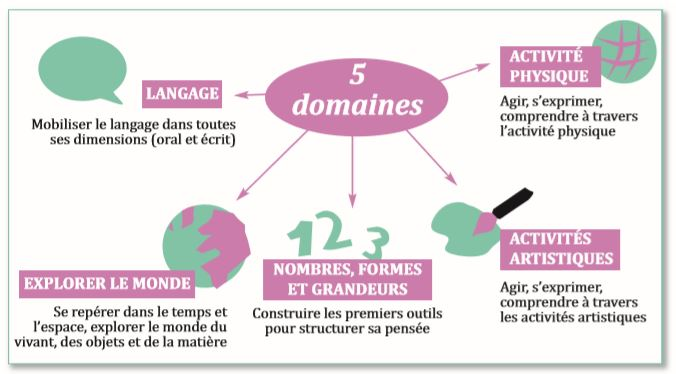 5
domaines
LANGAGE
Mobiliser le langage dans toutes
ses dimensions (oral et écrit)
ACTIVITÉ
PHYSIQUE
Agir, s’exprimer,
comprendre à travers
l’activité physique
EXPLORER LE MONDE
Se repérer dans le temps et
l’espace, explorer le monde du
vivant, des objets et de la matière
123
NOMBRES, FORMES
ET GRANDEURS
Construire les premiers outils
pour structurer sa pensée
ACTIVITÉS
ARTISTIQUES
Agir, s’exprimer,
comprendre à travers
les activités artistiques